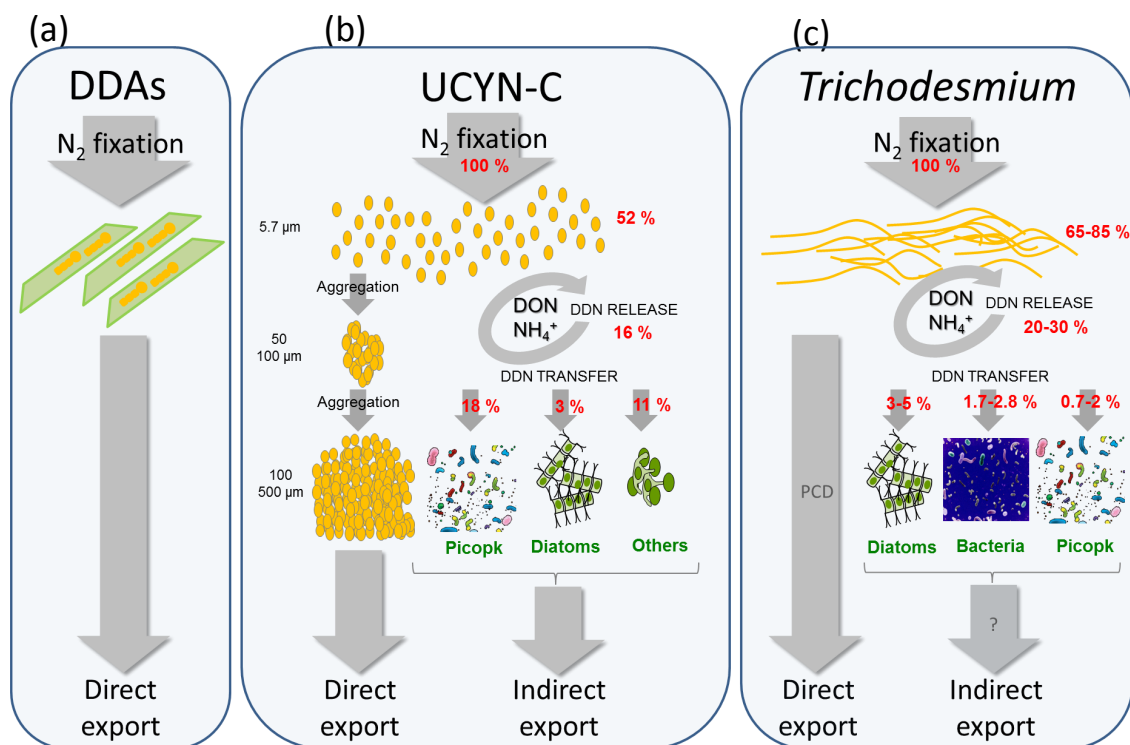 (a)
DDAs
N₂ fixation
Direct
export
(b)
UCYN-C
N₂ fixation
100 %
5.7 µm
52 %
Aggregation
DON
NH₄⁺
DDN RELEASE
16 %
50
100 µm
DDN TRANSFER
Aggregation
18 %
3 %
11 %
100
500 µm
Picopk
Diatoms
Others
Direct
export
Indirect
export
(c)
Trichodesmium
N₂ fixation
100 %
65-85 %
DON
NH₄⁺
DDN RELEASE
20-30 %
DDN TRANSFER
3-5 %
1.7-2.8 %
0.7-2 %
PCD
Diatoms
Bacteria
Picopk
?
Direct
export
Indirect
export